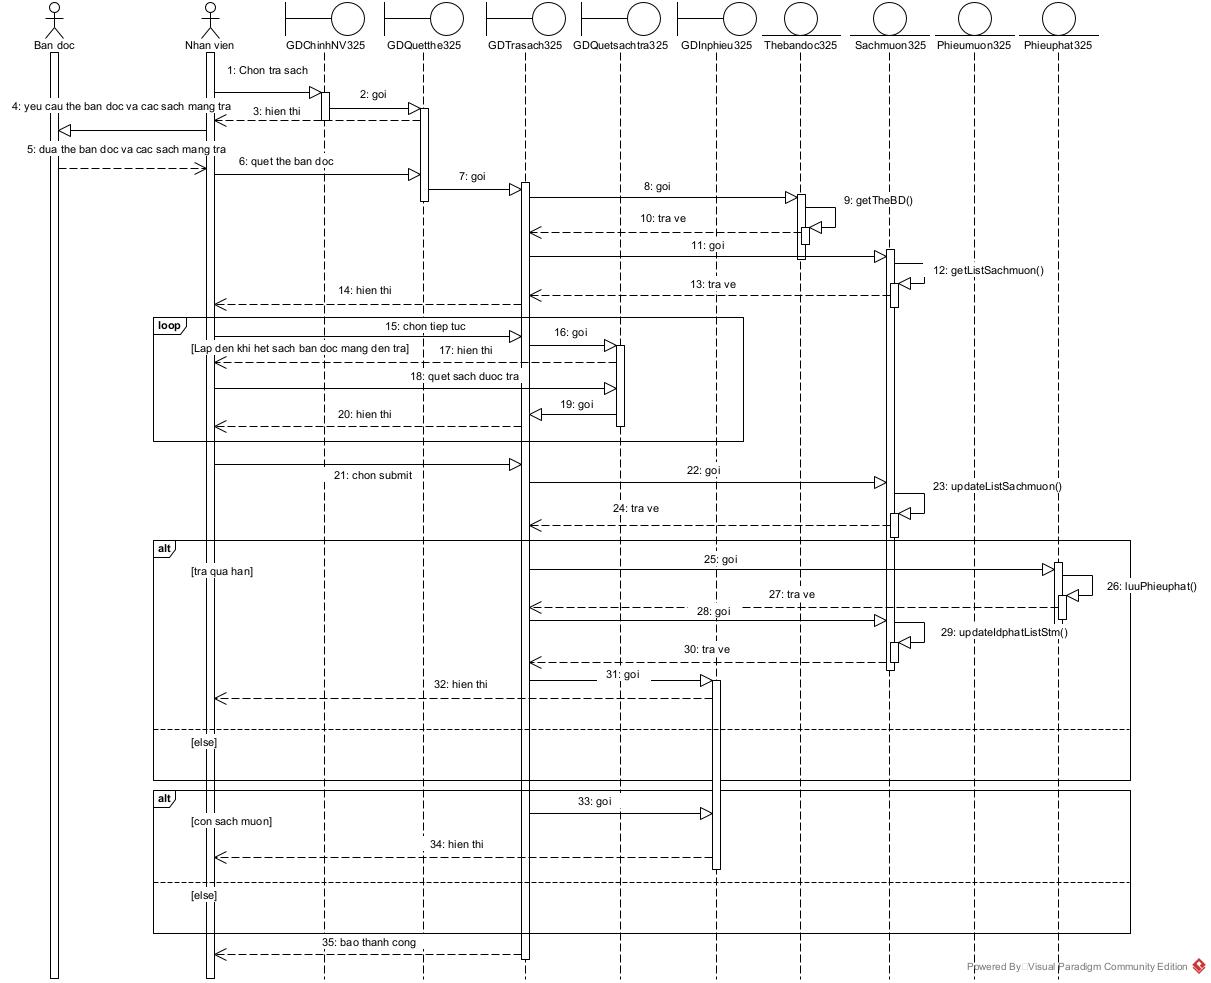 Ban doc
Nhan vien
GDChinhNV325
GDQuetthe325
GDTrasach325
GDQuetsachtra325
GDInphieu325
Thebandoc325
Sachmuon325
Phieumuon325
Phieuphat325
1: Chon tra sach
2: goi
3: hien thi
4: yeu cau the ban doc va cac sach mang tra
5: dua the ban doc va cac sach mang tra
6: quet the ban doc
7: goi
8: goi
9: getTheBD()
10: tra ve
11: goi
12: getListSachmuon()
13: tra ve
14: hien thi
loop
15: chon tiep tuc
16: goi
[Lap den khi het sach ban doc mang den tra]
17: hien thi
18: quet sach duoc tra
19: goi
20: hien thi
21: chon submit
22: goi
23: updateListSachmuon()
24: tra ve
alt
25: goi
[tra qua han]
26: luuPhieuphat()
27: tra ve
28: goi
29: updateIdphatListStm()
30: tra ve
31: goi
32: hien thi
[else]
alt
33: goi
[con sach muon]
34: hien thi
[else]
35: bao thanh cong
Powered By Visual Paradigm Community Edition